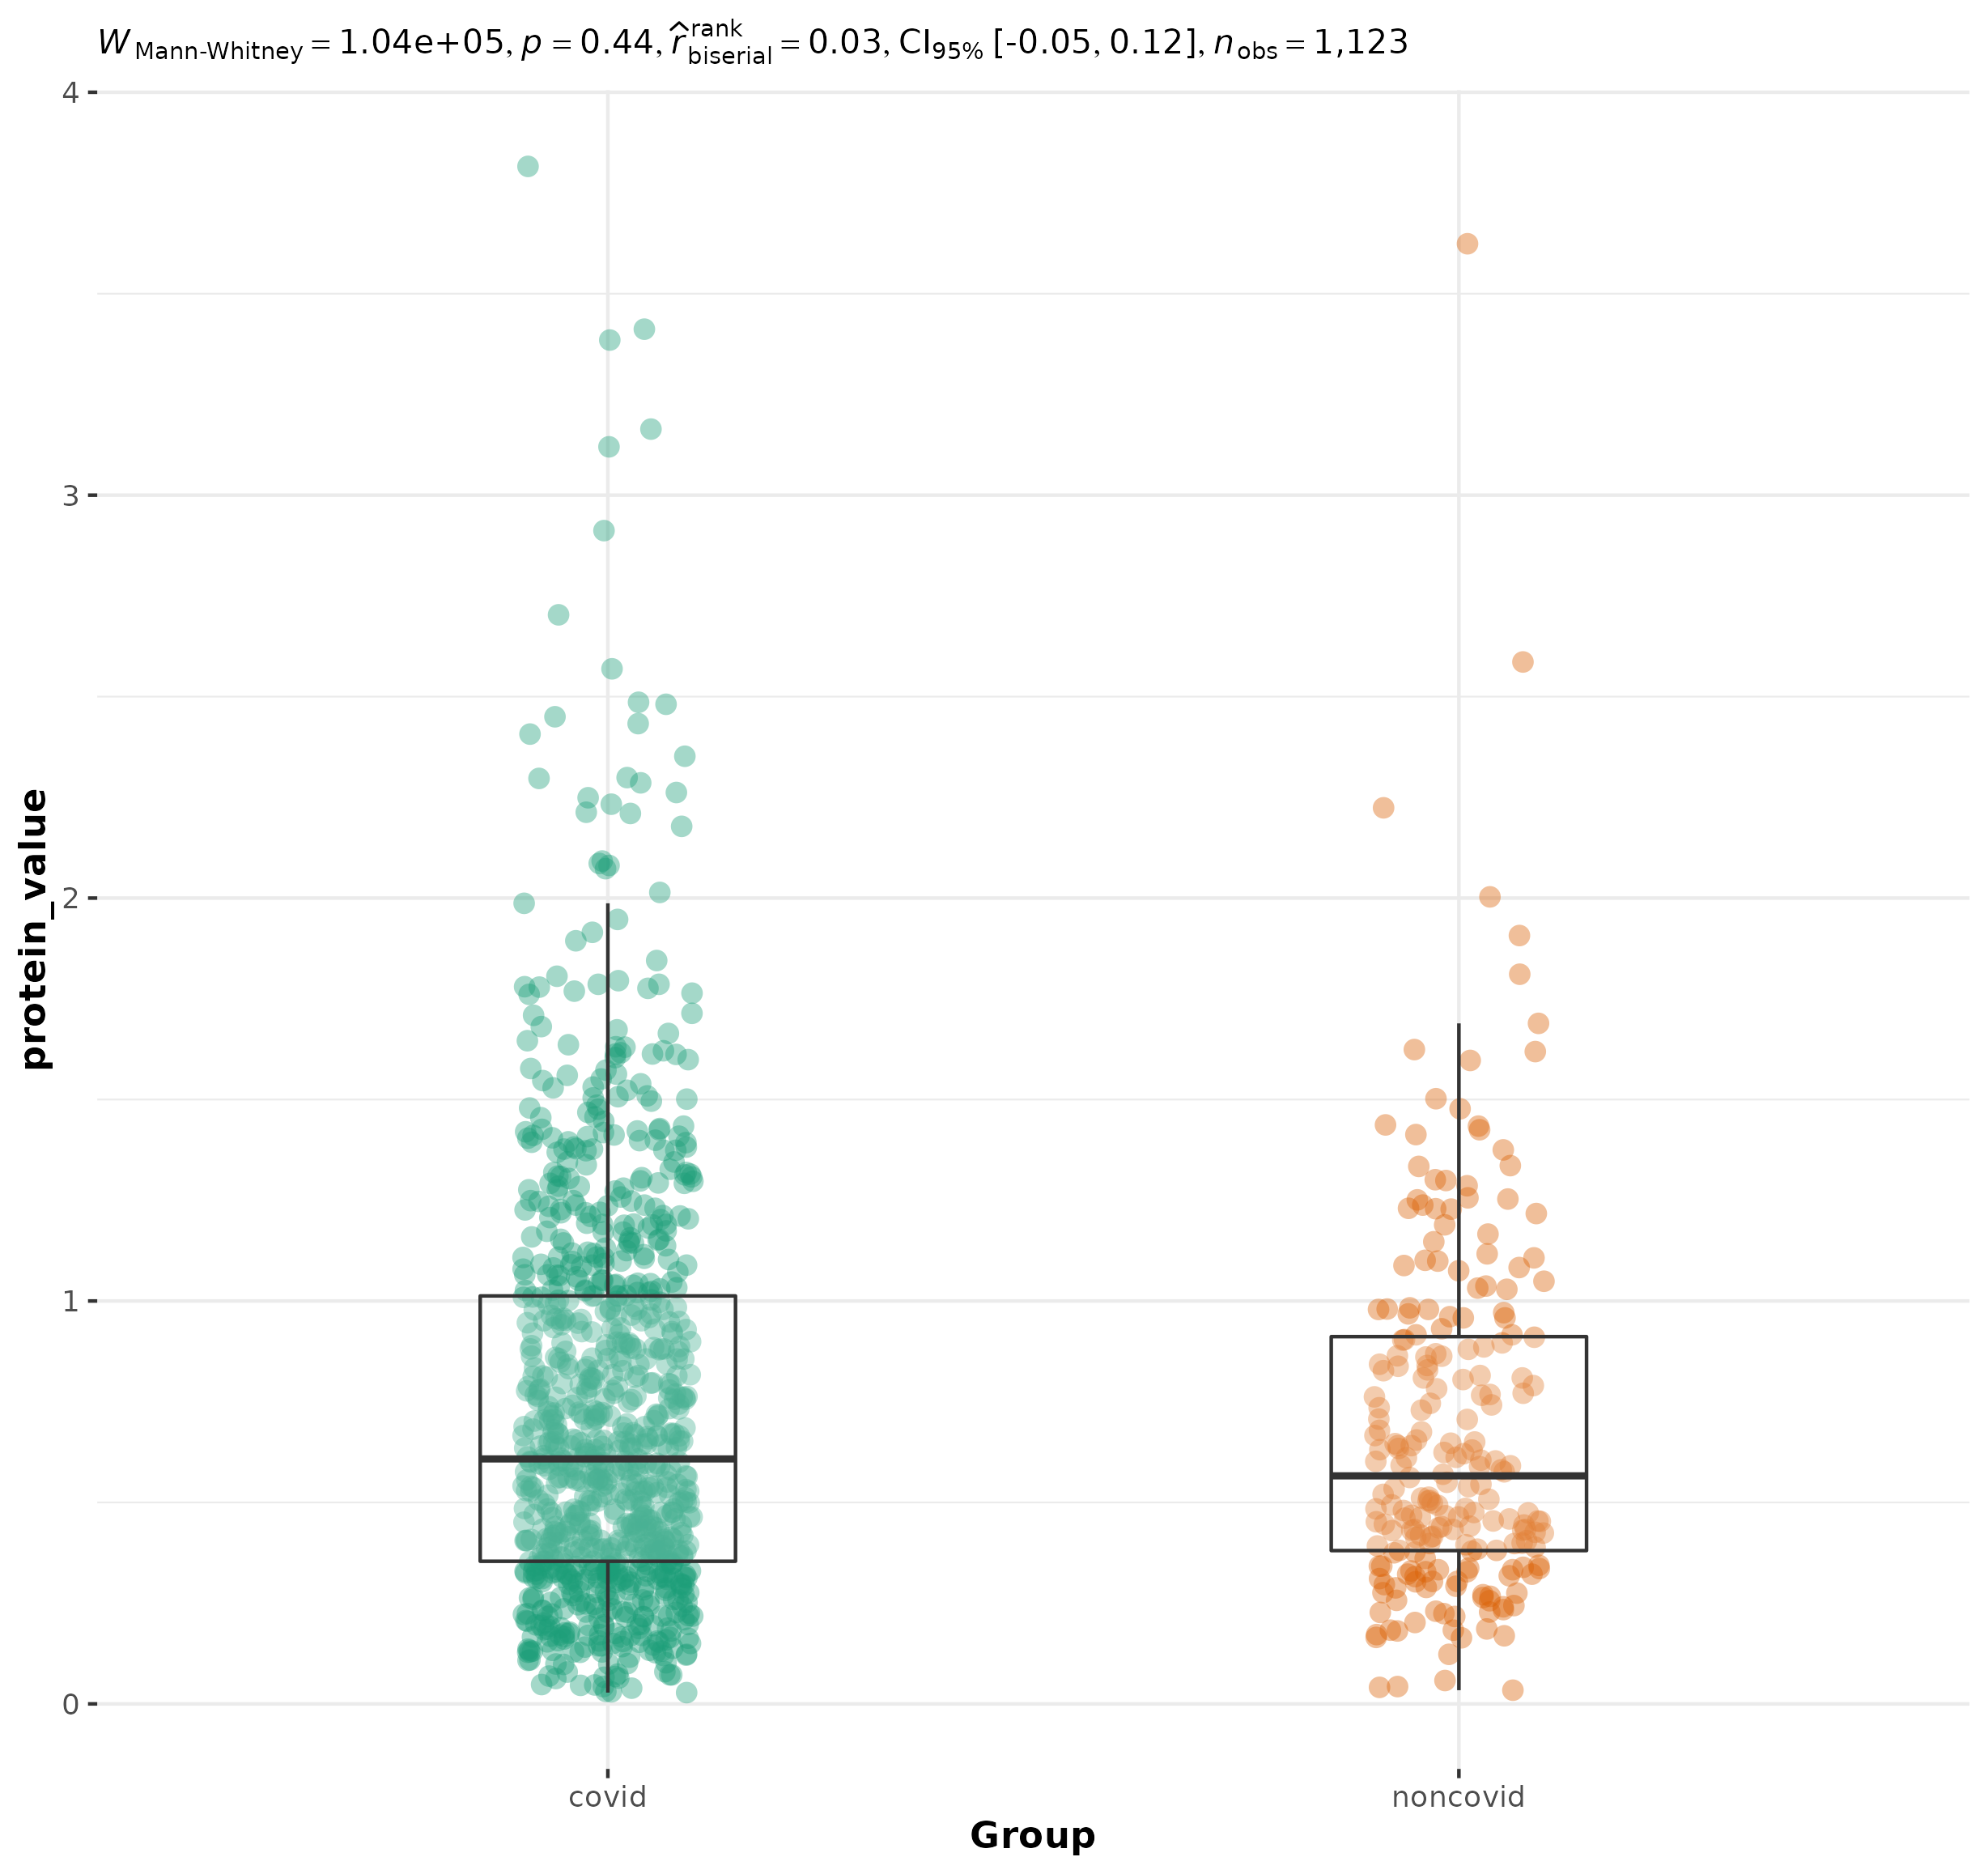 W Mann-Whitney = 1.04e+05, p = 0.44, r̂ rank biserial = 0.03, CI95% [-0.05, 0.12], n obs = 1,123
4
3
2
1
0
protein_value
covid noncovid
Group